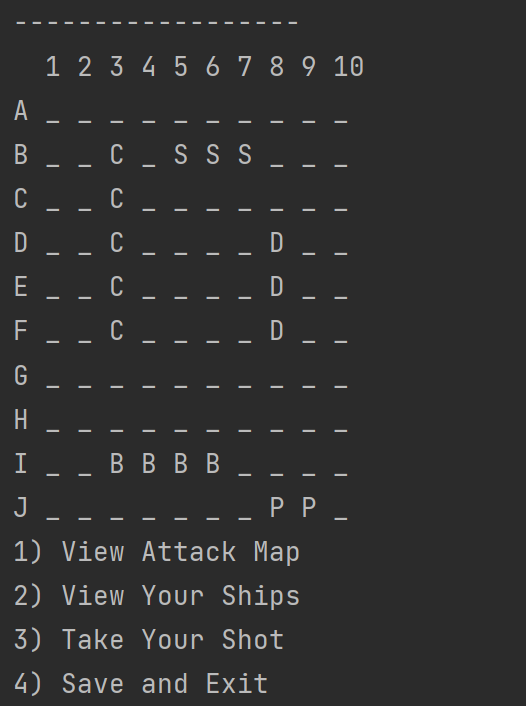 ------------------
  1 2 3 4 5 6 7 8 9 10
A _ _ _ _ _ _ _ _ _ _
B _ _ C _ S S S _ _ _
C _ _ C _ _ _ _ _ _ _
D _ _ C _ _ _ _ D _ _
E _ _ C _ _ _ _ D _ _
F _ _ C _ _ _ _ D _ _
G _ _ _ _ _ _ _ _ _ _
H _ _ _ _ _ _ _ _ _ _
I _ _ B B B B _ _ _ _
J _ _ _ _ _ _ _ P P _
1) View Attack Map
2) View Your Ships
3) Take Your Shot
4) Save and Exit